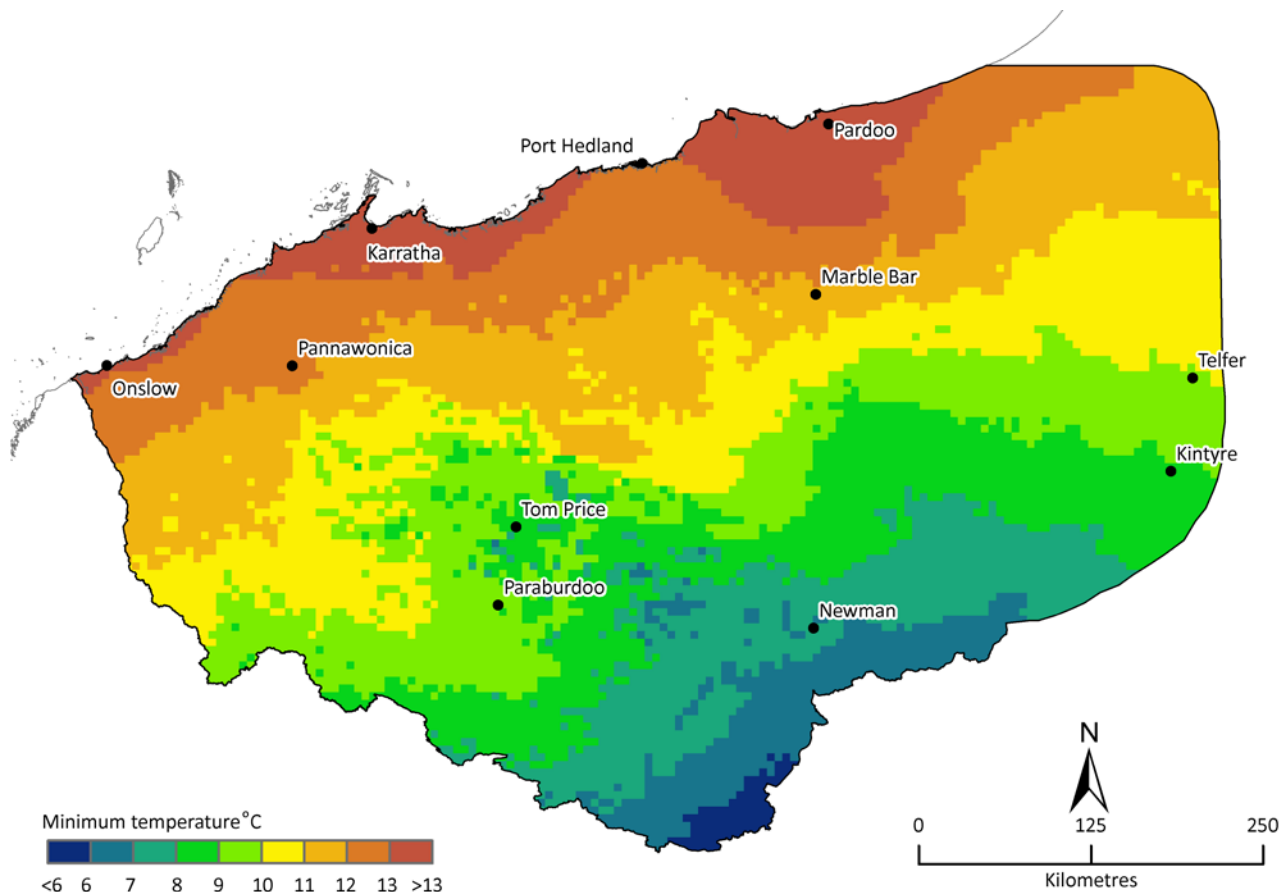 Pardoo
Port Hedland
Karratha
Marble Bar
Pannawonica
Onslow
Telfer
Kintyre
Tom Price
Paraburdoo
Newman
N
Minimum temperature°C
<6 6 7 8 9 10 11 12 13 >13
0 125 250
Kilometres